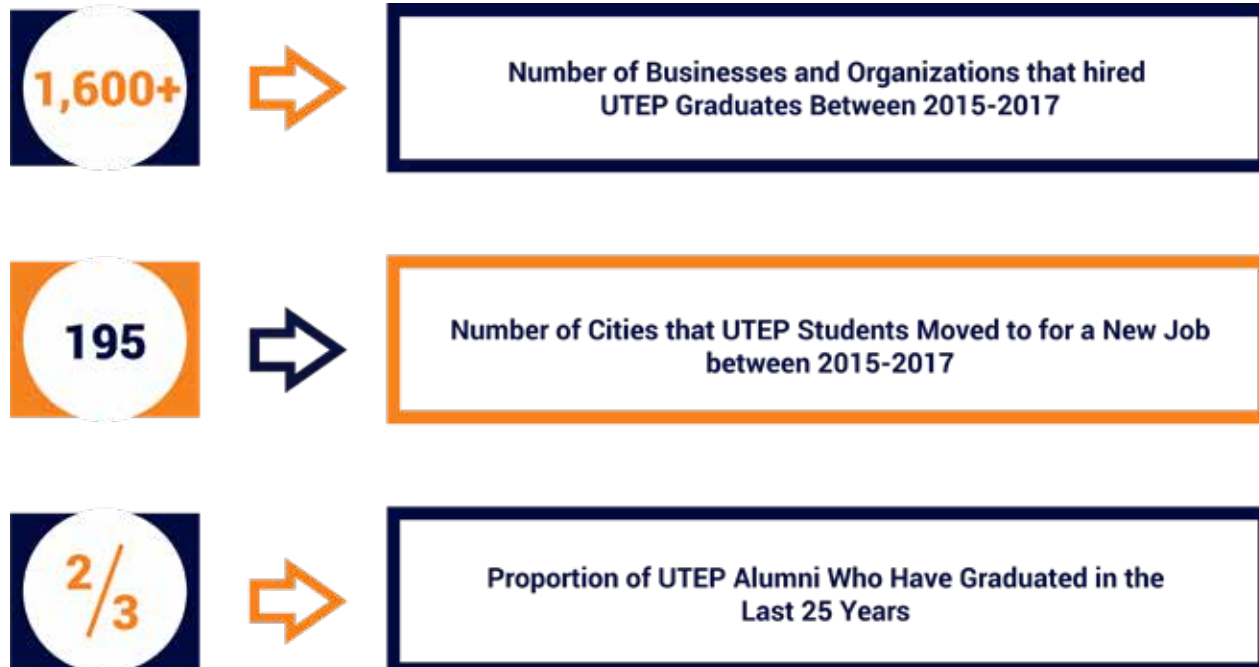 1,600+
Number of Businesses and Organizations that hired
UTEP Graduates Between 2015-2017
195
Number of Cities that UTEP Students Moved to for a New Job
between 2015-2017
2/3
Proportion of UTEP Alumni Who Have Graduated in the
Last 25 Years